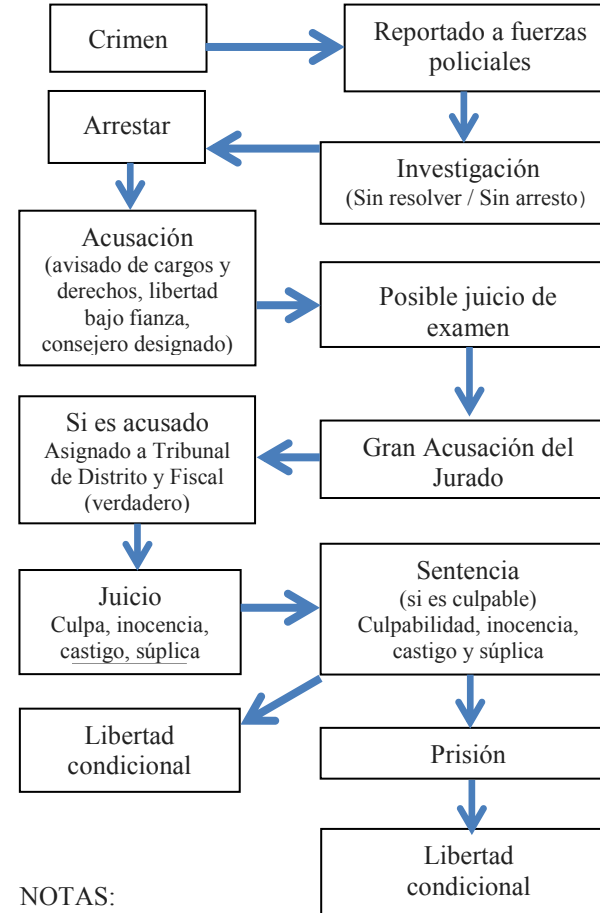 Crimen
Reportado a fuerzas
policiales
Arrestar
Investigación
(Sin resolver / Sin arresto)
Acusación
(avisado de cargos y
derechos, libertad
bajo fianza,
consejero designado)
Posible juicio de
examen
Si es acusado
Asignado a Tribunal
de Distrito y Fiscal
(verdadero)
Gran Acusación del
Jurado
Juicio
Culpa, inocencia,
castigo, súplica
Sentencia
(si es culpable)
Culpabilidad, inocencia,
castigo y súplica
Libertad
condicional
Prisión
Libertad
condicional
NOTAS: